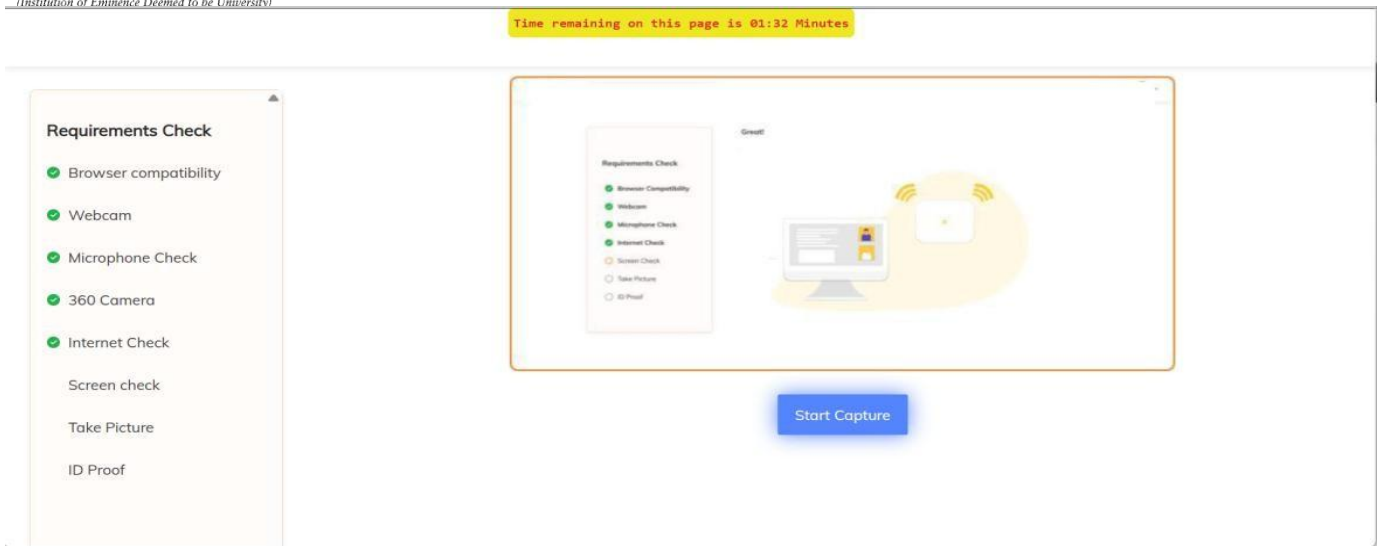 (Institution of Eminence Deemed to be University)
Time remaining on this page is 01:32 Minutes
Requirements Check
Browser compatibility
Webcam
Microphone Check
360 Camera
Internet Check
Screen check
Take Picture
ID Proof
Great!
Requirements Check
Browser Compatibility
Webcam
Microphone Check
Internet Check
Screen Check
Take Picture
ID Proof
Start Capture